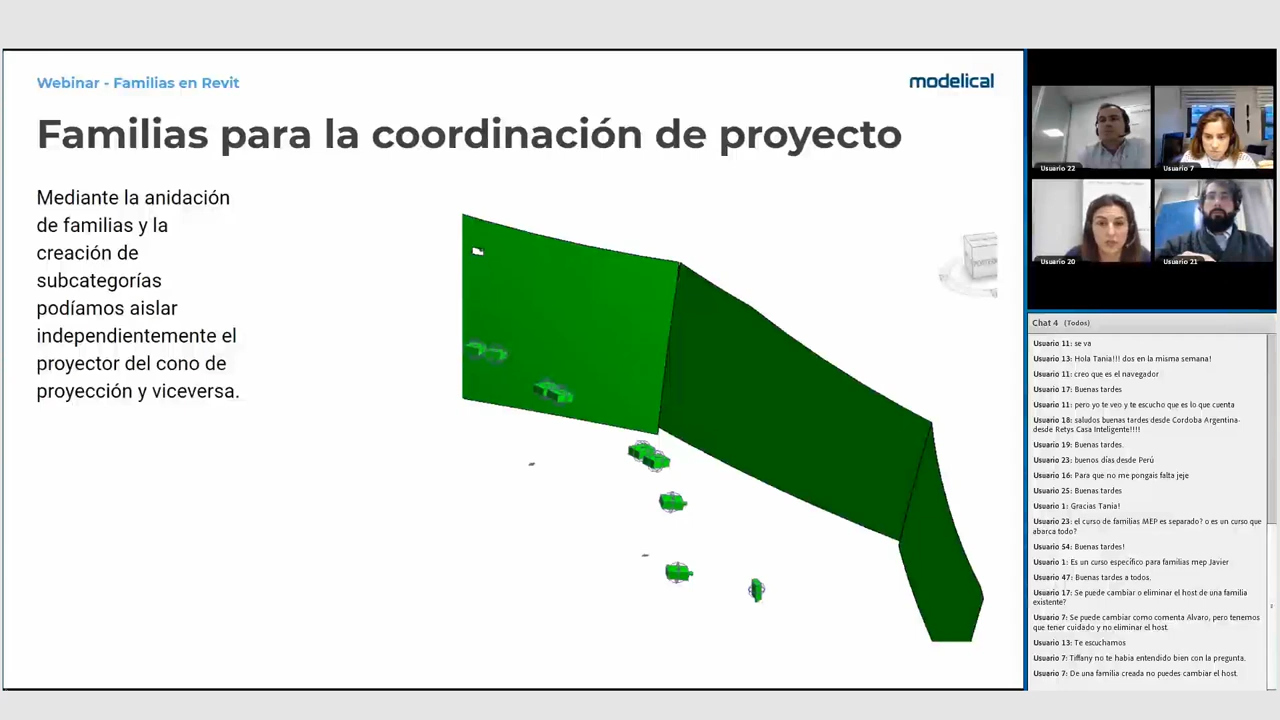 Webinar - Familias en Revit
modelical
Familias para la coordinación de proyecto
Mediante la anidación
de familias y la
creación de
subcategorías
podíamos aislar
independientemente el
proyector del cono de
proyección y viceversa.
Usuario 22
Usuario 7
Usuario 20
Usuario 21
Chat 4 (Todos)
Usuario 11: se va
Usuario 13: Hola Tania!!! dos en la misma semana!
Usuario 11: creo que es el navegador
Usuario 17: Buenas tardes
Usuario 11: pero yo te veo y te escucho que es lo que cuenta
Usuario 18: saludos buenas tardes desde Cordoba Argentina-
desde Retys Casa Inteligente!!!!
Usuario 19: Buenas tardes.
Usuario 23: buenos días desde Perú
Usuario 16: Para que no me pongais falta jeje
Usuario 25: Buenas tardes
Usuario 1: Gracias Tania!
Usuario 23: el curso de familias MEP es separado? o es un curso que
abarca todo?
Usuario 54: Buenas tardes!
Usuario 1: Es un curso específico para familias mep Javier
Usuario 47: Buenas tardes a todos.
Usuario 17: Se puede cambiar o eliminar el host de una familia
existente?
Usuario 7: Se puede cambiar como comenta Alvaro, pero tenemos
que tener cuidado y no eliminar el host.
Usuario 13: Te escuchamos
Usuario 7: Tiffany no te habia entendido bien con la pregunta.
Usuario 7: De una familia creada no puedes cambiar el host.